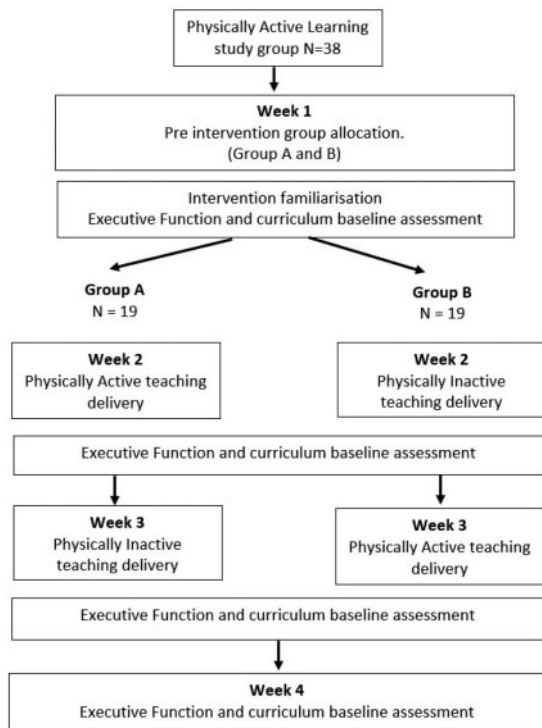 Physically Active Learning
study group N=38
Week 1
Pre intervention group allocation.
(Group A and B)
Intervention familiarisation
Executive Function and curriculum baseline assessment
Group A
N = 19
Group B
N = 19
Week 2
Physically Active teaching
delivery
Week 2
Physically Inactive
teaching delivery
Executive Function and curriculum baseline assessment
Week 3
Physically Inactive
teaching delivery
Week 3
Physically Active teaching
delivery
Executive Function and curriculum baseline assessment
Week 4
Executive Function and curriculum baseline assessment